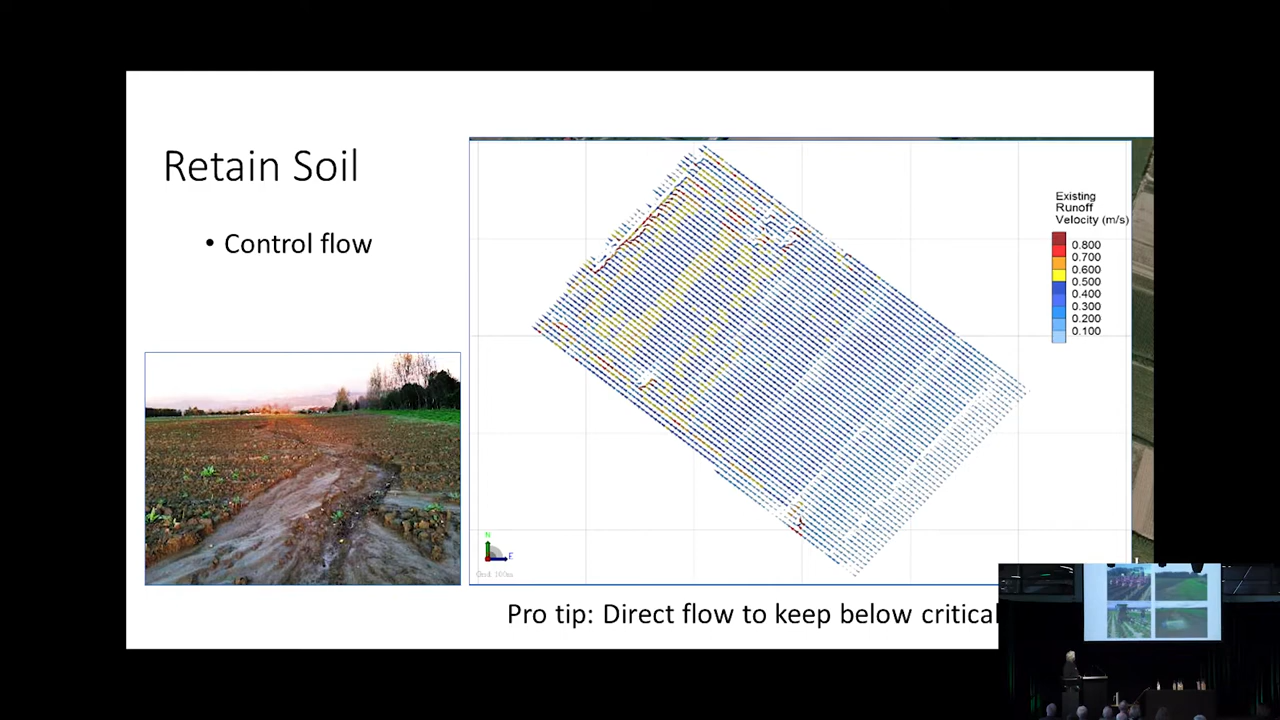 Retain Soil
• Control flow
Existing
Runoff
Velocity (m/s)
0.800
0.700
0.600
0.500
0.400
0.300
0.200
0.100
N
E
Pro tip: Direct flow to keep below critical